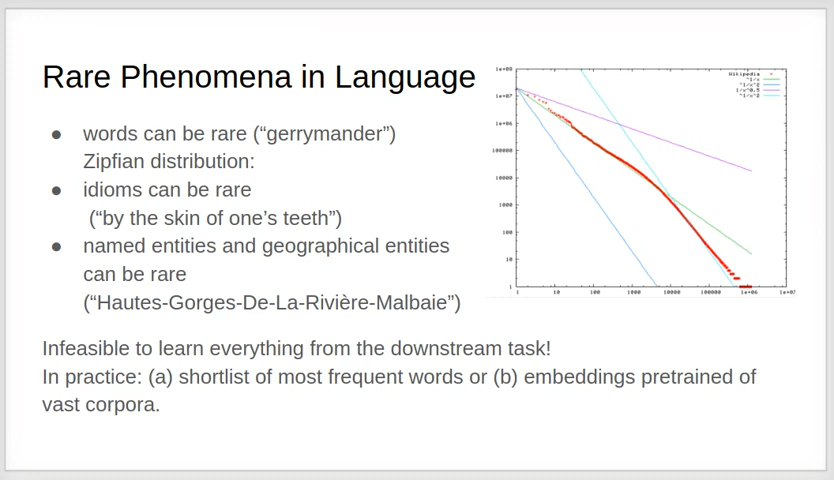 Rare Phenomena in Language
● words can be rare (“gerrymander”)
Zipfian distribution:
● idioms can be rare
(“by the skin of one’s teeth”)
● named entities and geographical entities
can be rare
(“Hautes-Gorges-De-La-Rivière-Malbaie”)
Infeasible to learn everything from the downstream task!
In practice: (a) shortlist of most frequent words or (b) embeddings pretrained of
vast corpora.
1e+08
1e+07
1e+06
100000
10000
1000
100
10
1
1 10 100 1000 10000 100000 1e+06 1e+07
Wikipedia
1/x^0.5